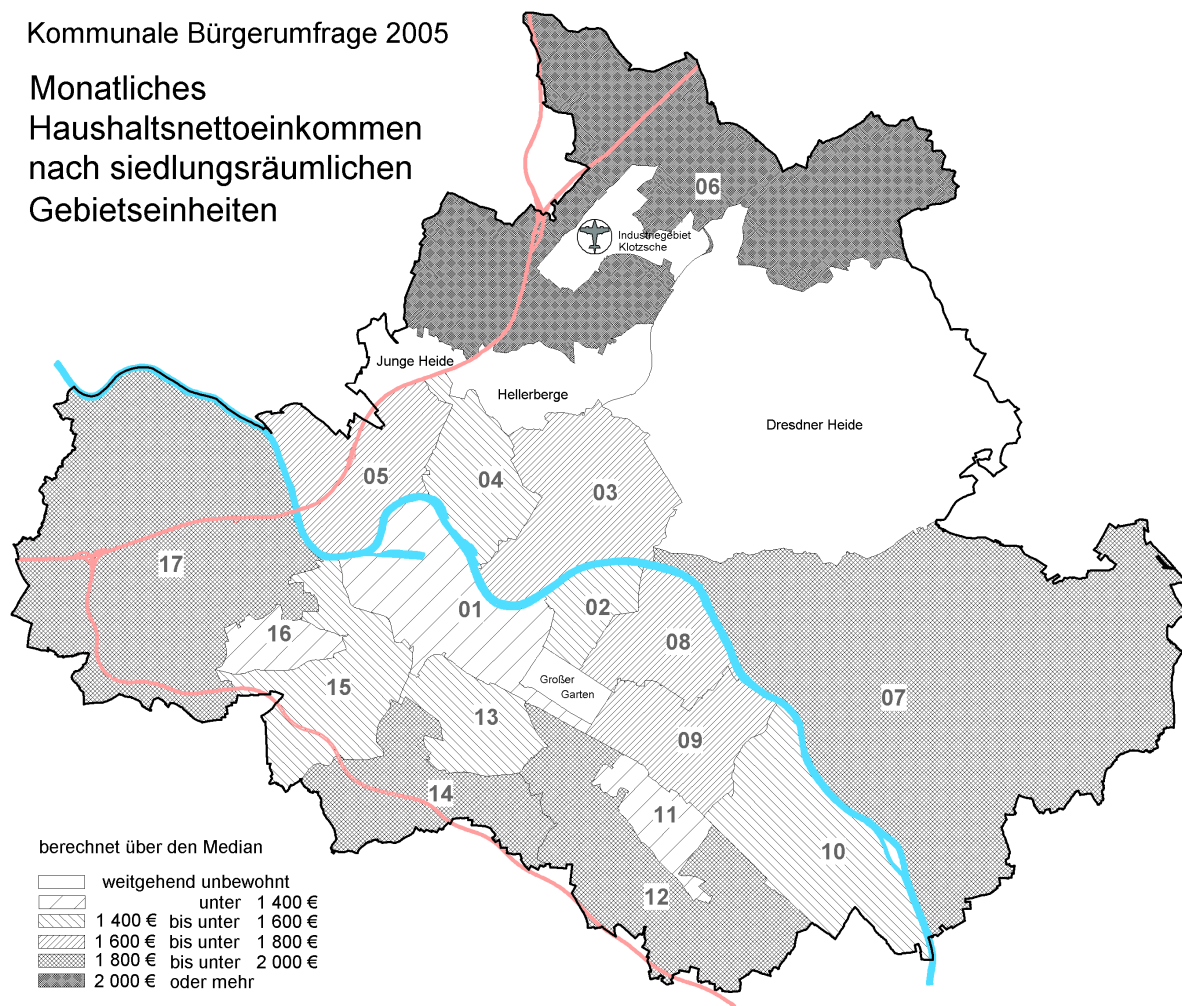 Kommunale Bürgerumfrage 2005
Monatliches
Haushaltsnettoeinkommen
nach siedlungsräumlichen
Gebietseinheiten
06
Industriegebiet
Klotzsche
Junge Heide
Hellerberge
Dresdner Heide
05
04
03
17
01
02
16
08
15
Großer
Garten
07
13
09
14
11
10
12
berechnet über den Median
weitgehend unbewohnt
unter 1 400 €
1 400 € bis unter 1 600 €
1 600 € bis unter 1 800 €
1 800 € bis unter 2 000 €
2 000 € oder mehr